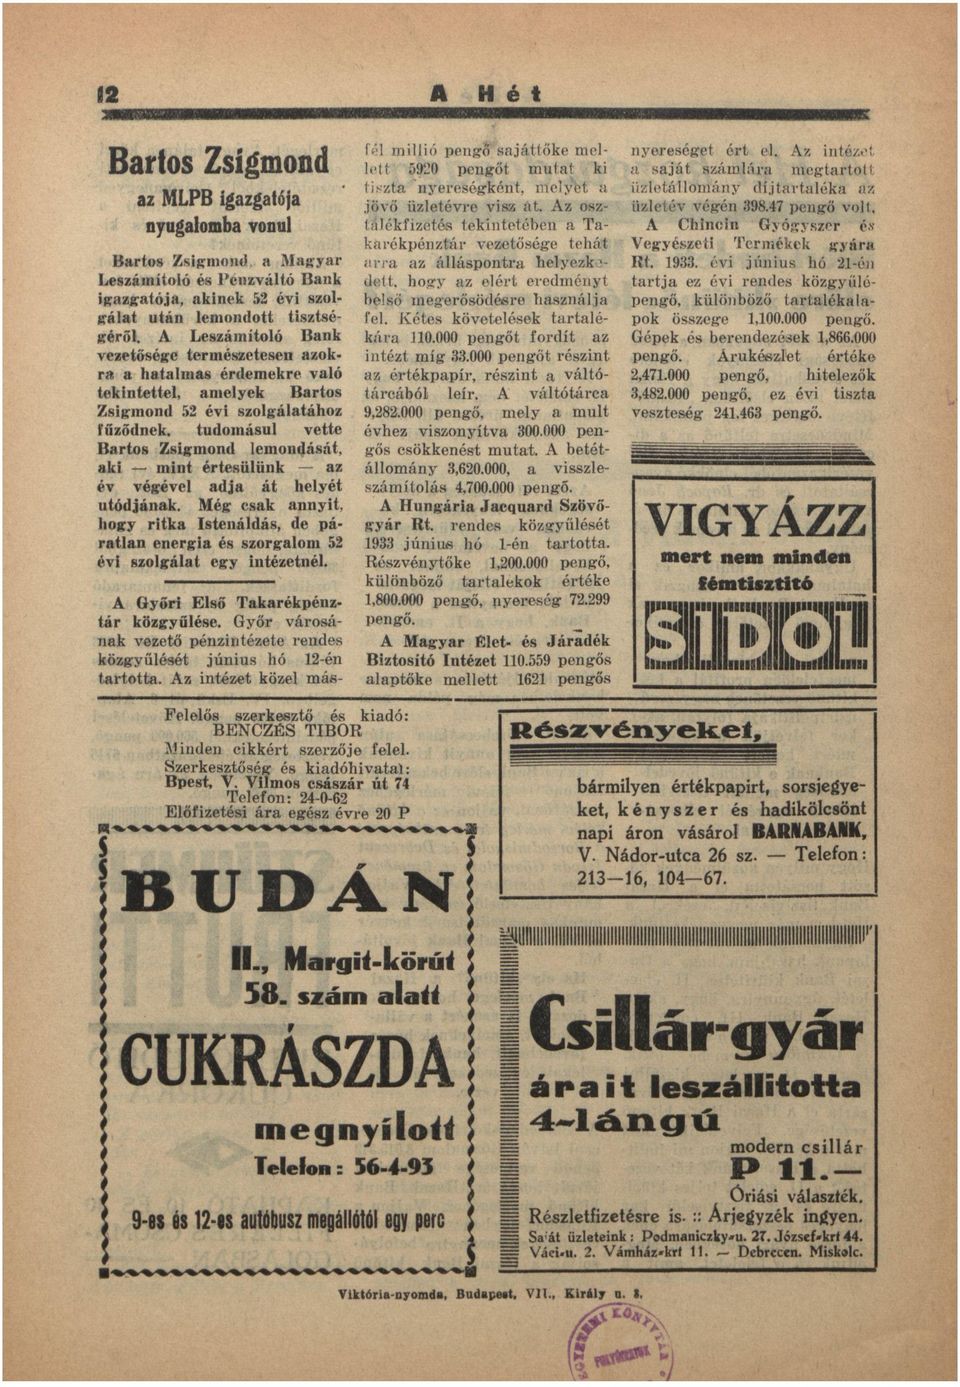 12
A Hét
Bartos Zsigmond
az MLPB igazgatója
nyugalomba vonul
Bartos Zsigmond a Magyar
Leszámítoló és Pénzváltó Bank
igazgatója, akinek 52 évi szol-
gálat után lemondott tisztsé-
géről. A Leszámítoló Bank
vezetősége természetesen azok-
ra a hatalmas érdemekre való
tekintettel, amelyek Bartos
Zsigmond 52 évi szolgálatához
fűződnek, tudomásul vette
Bartos Zsigmond lemondását,
aki — mint értesülünk — az
év végével adja át helyét
utódjának. Még csak annyit,
hogy ritka Istenáldás, de pá-
ratlan energia és szorgalom 52
évi szolgálat egy intézetnél.
A Győri Első Takarékpénz-
tár közgyűlése. Győr városá-
nak vezető pénzintézete rendes
közgyűlését június hó 12-én
tartotta. Az intézet közel más-
fél millió pengő sajáttőke mel-
lett 5920 pengőt mutat ki
tiszta nyereségként, melyet a
jövő üzletévre visz át. Az osz-
tálékfizetés tekintetében a Ta-
karékpénztár vezetősége tehát
arra az álláspontra helyezke-
dett, hogy az elért eredményt
belső megerősödésre használja
fel. Kétes követelések tartalé-
kára 110.000 pengőt fordít az
intézt míg 33.000 pengőt részint
az értékpapír, részint a váltó-
tárcából leír. A váltótárca
9,282.000 pengő, mely a mult
évhez viszonyítva 300.000 pen-
gős csökkenést mutat. A betét-
állomány 3,620.000, a visszle-
számítolás 4,700.000 pengő.
A Hungária Jacquard Szövő-
gyár Rt. rendes közgyűlését
1933 június hó 1-én tartotta.
Részvénytőke 1,200.000 pengő,
különböző tartalekok értéke
1,800.000 pengő, nyereség 72.299
pengő.
A Magyar Élet- és Járadék
Biztosító Intézet 110.559 pengős
alaptőke mellett 1621 pengős
nyereséget ért el. Az intézet
a saját számlára megtartott
üzletállomány díjtartaléka az
üzletév végén 398.47 pengő volt.
A Chinoin Gyógyszer és
Vegyészeti Termékek gyára
Rt. 1933. évi június hó 21-én
tartja ez évi rendes közgyűlé-
pengő, különböző tartalékala-
pok összege 1,100.000 pengő.
Gépek és berendezések 1,866.000
pengő. Árukészlet értéke
2,471.000 pengő, hitelezők
3,482.000 pengő, ez évi tiszta
veszteség 241.463 pengő.
VIGYÁZZ
mert nem minden
fémtisztitó
SIDOL
Felelős szerkesztő és kiadó:
BENCZÉS TIBOR
Minden cikkért szerzője felel.
Szerkesztőség és kiadóhivatal:
Bpest, V. Vilmos császár út 74
Telefon: 24-0-62
Előfizetési ára egész évre 20 P
BUDÁN
II., Margit-körút
58. szám alatt
CUKRÁSZDA
megnyílott
Telefon: 56-4-93
9-es és 12-es autóbusz megállótól egy perc
Részvényeket,
bármilyen értékpapirt, sorsjegye-
ket, kényszer és hadikölcsönt
napi áron vásárol BARNABANK,
V. Nádor-utca 26 sz. — Telefon:
213—16, 104—67.
Csillár-gyár
árait leszállitotta
4-lángú
modern csillár
P 11.—
Óriási választék.
Részletfizetésre is. :: Árjegyzék ingyen.
Saját üzleteink: Podmaniczky-u. 27. József-krt 44.
Váci-u. 2. Vámház-krt 11. — Debrecen. Miskolc.
Viktória-nyomda, Budapest, VII., Király u. 8.
EGYETEMI KÖNYVTÁR
FOLYÓIRATOK